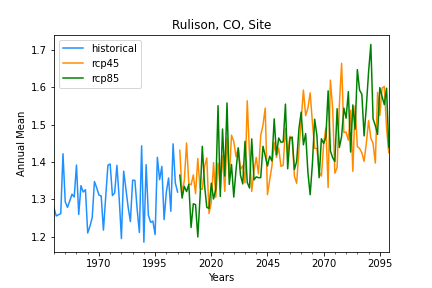 Rulison, CO, Site
historical
rcp45
rcp85
Annual Mean
1.7
1.6
1.5
1.4
1.3
1.2
1970 1995 2020 2045 2070 2095
Years